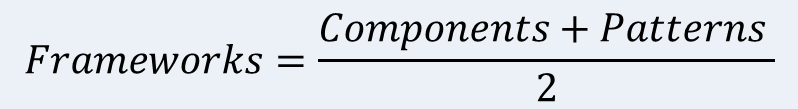 Frameworks = (Components + Patterns) / 2